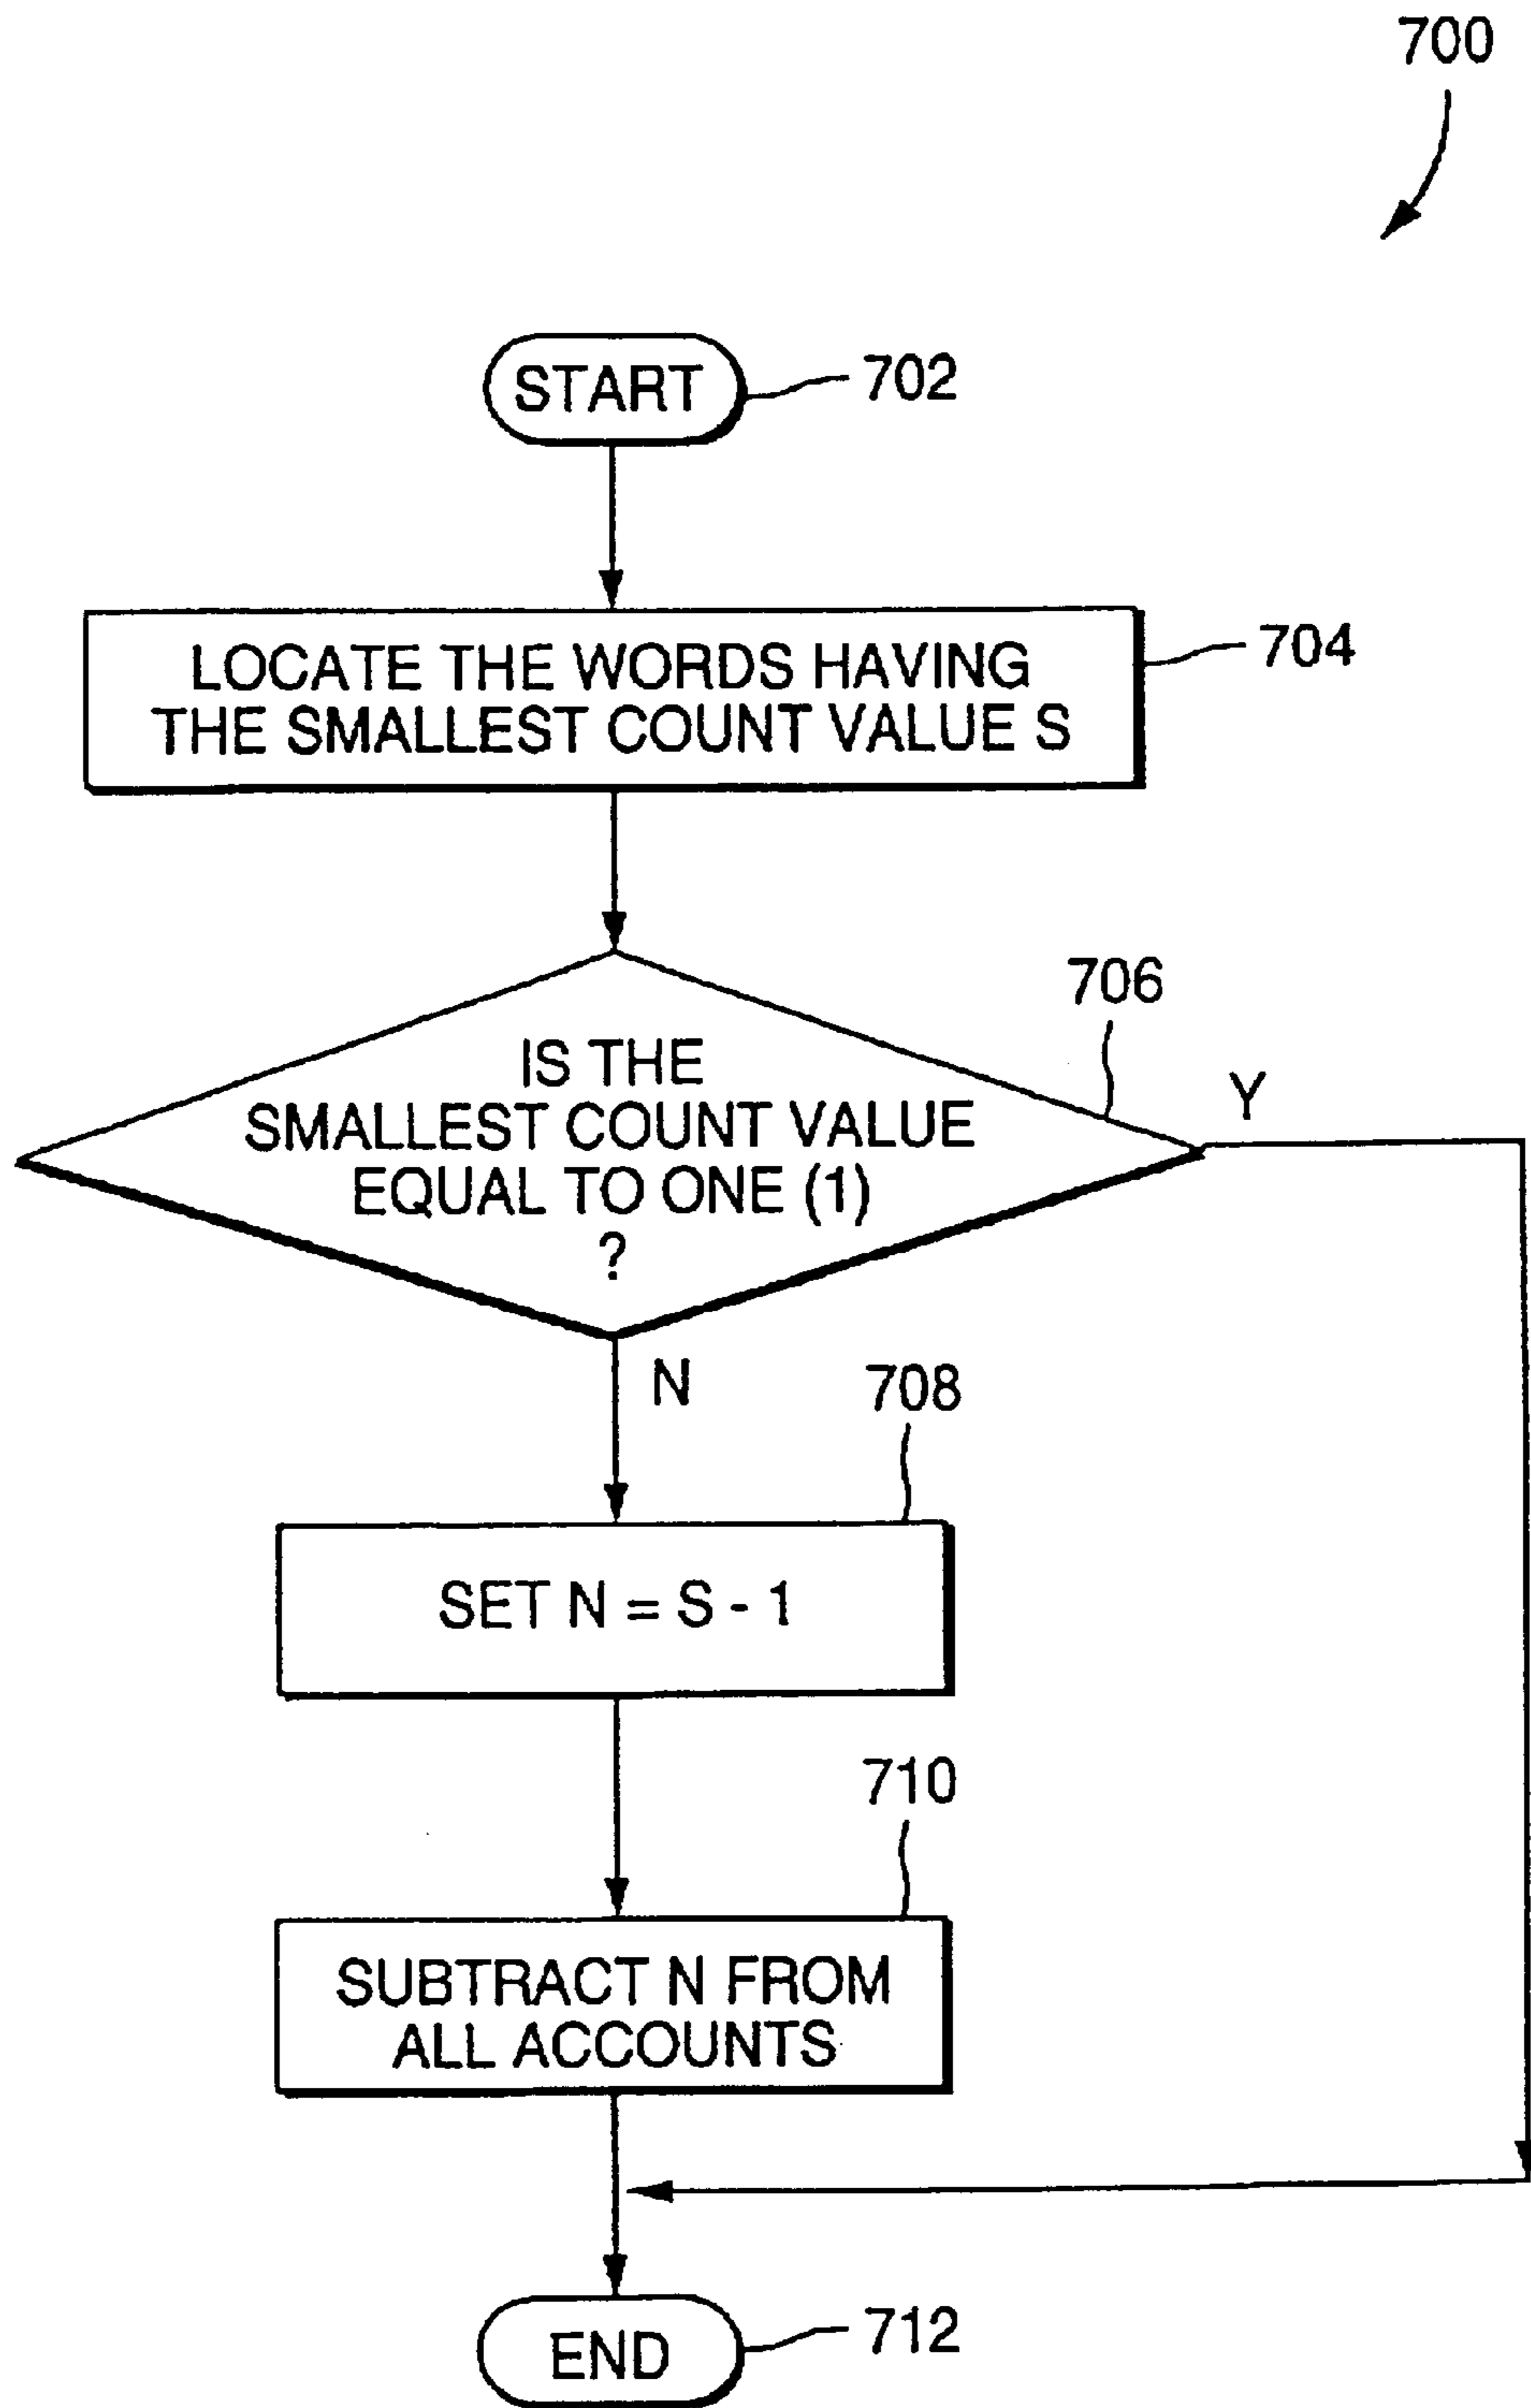 700
START
702
LOCATE THE WORDS HAVING
THE SMALLEST COUNT VALUE S
704
706
IS THE
SMALLEST COUNT VALUE
EQUAL TO ONE (1)
?
Y
N
708
SET N = S - 1
710
SUBTRACT N FROM
ALL ACCOUNTS
END
712